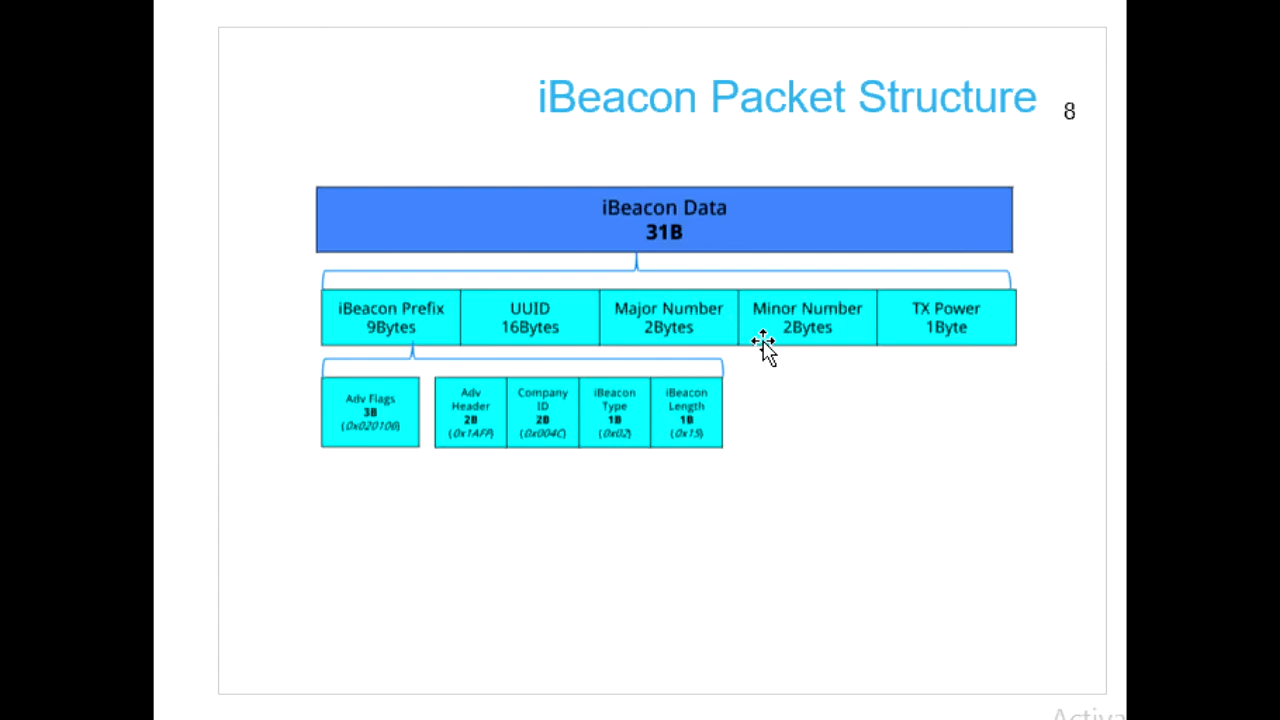 iBeacon Packet Structure
8
iBeacon Data
31B
iBeacon Prefix
9Bytes
UUID
16Bytes
Major Number
2Bytes
Minor Number
2Bytes
TX Power
1Byte
Adv Flags
3B
(0x020106)
Adv
Header
2B
(0x1AFF)
Company
ID
2B
(0x004C)
iBeacon
Type
1B
(0x02)
iBeacon
Length
1B
(0x15)
Activa